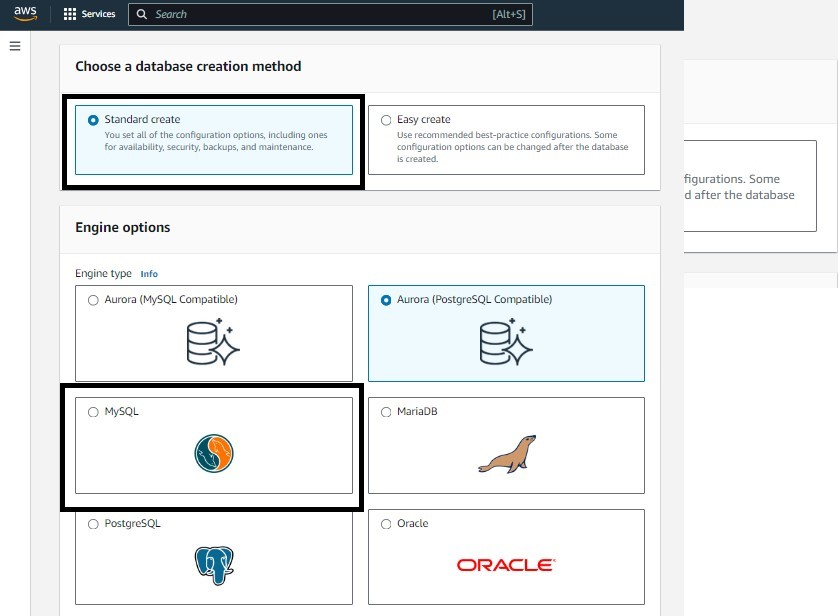 aws
Services
Search
[Alt+S]
Choose a database creation method
Standard create
You set all of the configuration options, including ones
for availability, security, backups, and maintenance.
Easy create
Use recommended best-practice configurations. Some
configuration options can be changed after the database
is created.
figurations. Some
d after the database
Engine options
Engine type Info
Aurora (MySQL Compatible)
Aurora (PostgreSQL Compatible)
MySQL
MariaDB
PostgreSQL
Oracle
ORACLE